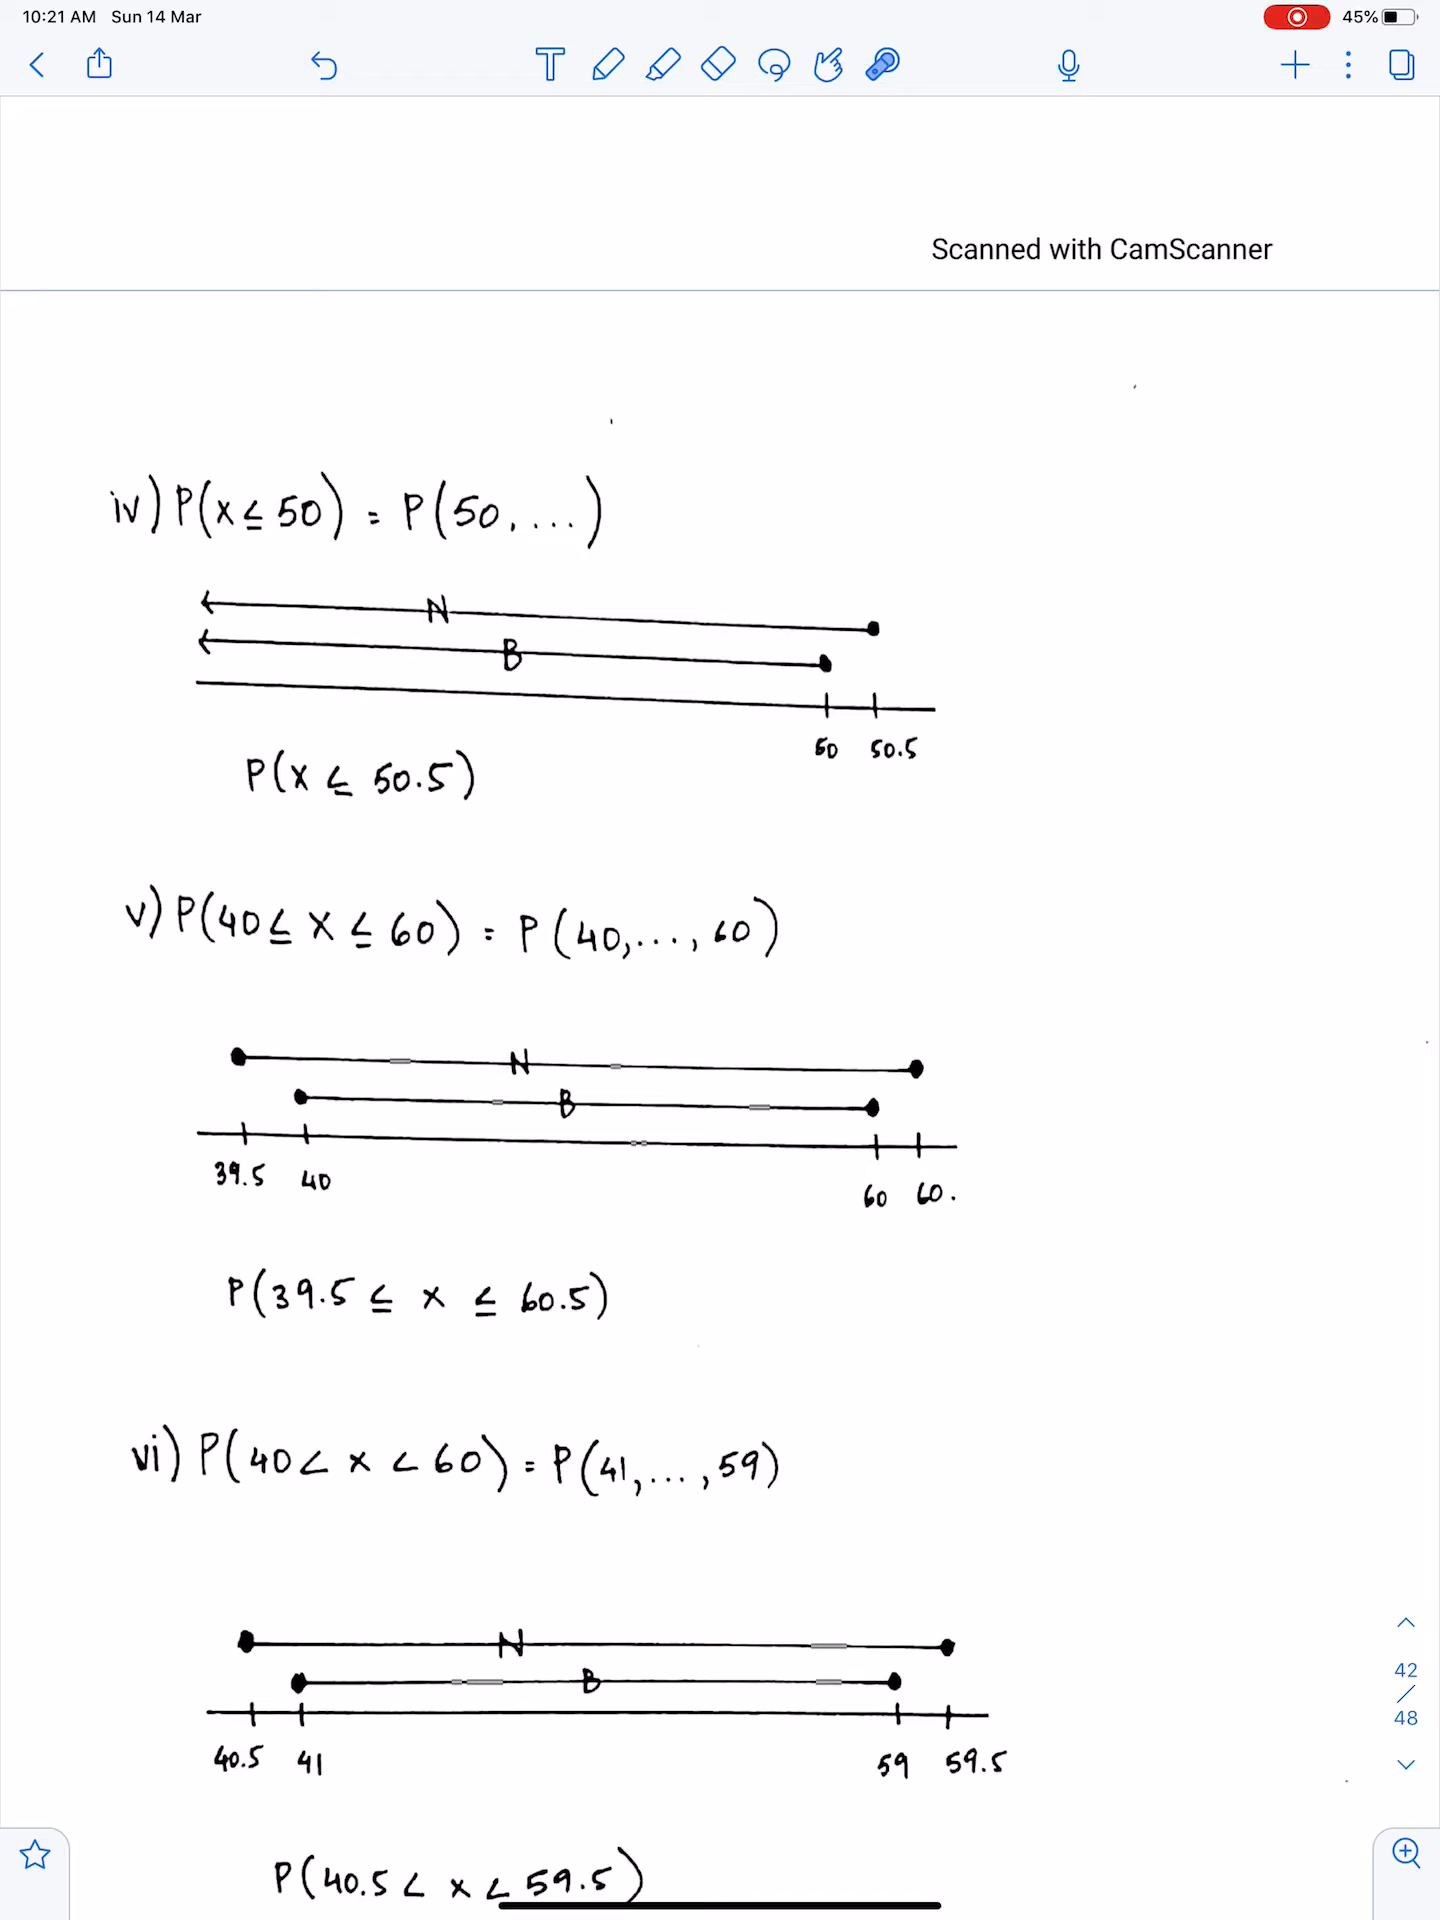 10:21 AM Sun 14 Mar 45%
T
Scanned with CamScanner
iv) P(x ≤ 50) = P(50, ....)
N
B
50 50.5
P(x ≤ 50.5)
v) P(40 ≤ x ≤ 60) = P(40, ..., 60)
N
B
39.5 40 60 60.
P(39.5 ≤ x ≤ 60.5)
vi) P(40 < x < 60) = P(41, ..., 59)
N
B
40.5 41 59 59.5
42
/
48
P(40.5 < x < 59.5)